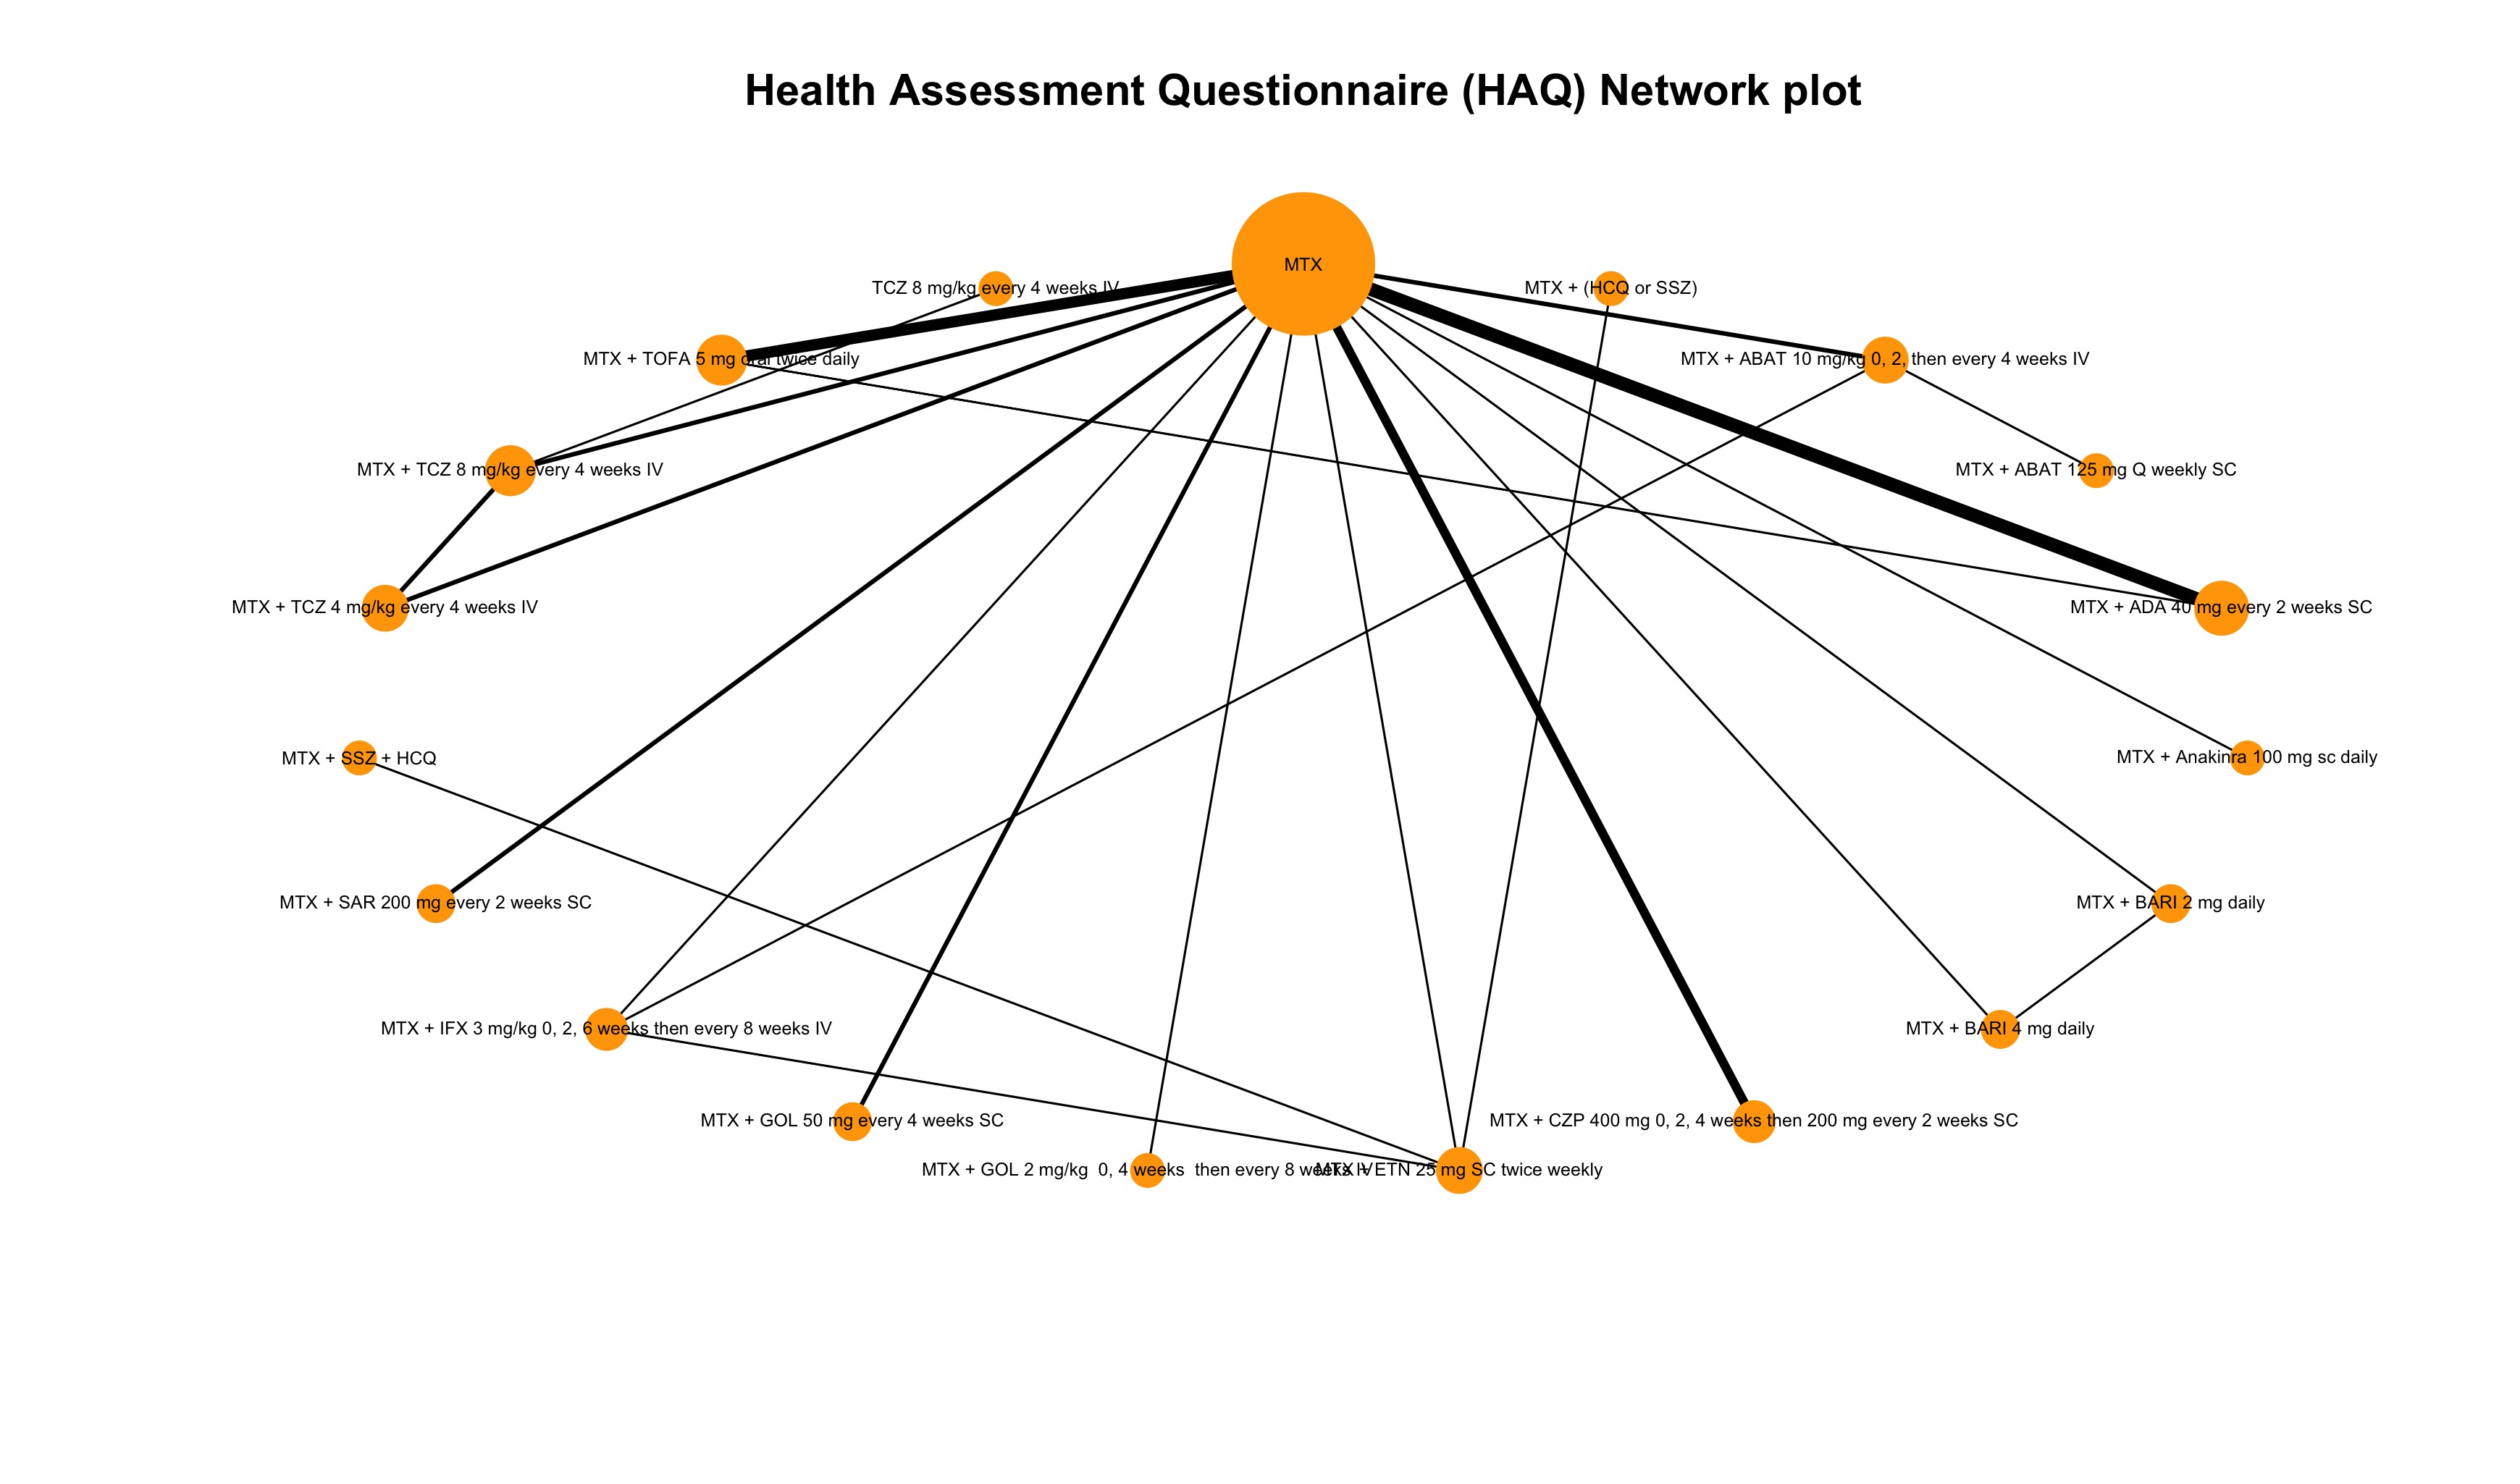 Health Assessment Questionnaire (HAQ) Network plot
MTX
TCZ 8 mg/kg every 4 weeks IV
MTX + (HCQ or SSZ)
MTX + TOFA 5 mg oral twice daily
MTX + ABAT 10 mg/kg 0, 2, then every 4 weeks IV
MTX + TCZ 8 mg/kg every 4 weeks IV
MTX + ABAT 125 mg Q weekly SC
MTX + TCZ 4 mg/kg every 4 weeks IV
MTX + ADA 40 mg every 2 weeks SC
MTX + SSZ + HCQ
MTX + Anakinra 100 mg sc daily
MTX + SAR 200 mg every 2 weeks SC
MTX + BARI 2 mg daily
MTX + IFX 3 mg/kg 0, 2, 6 weeks then every 8 weeks IV
MTX + BARI 4 mg daily
MTX + GOL 50 mg every 4 weeks SC
MTX + CZP 400 mg 0, 2, 4 weeks then 200 mg every 2 weeks SC
MTX + GOL 2 mg/kg  0, 4 weeks  then every 8 weeks IV
MTX + ETN 25 mg SC twice weekly